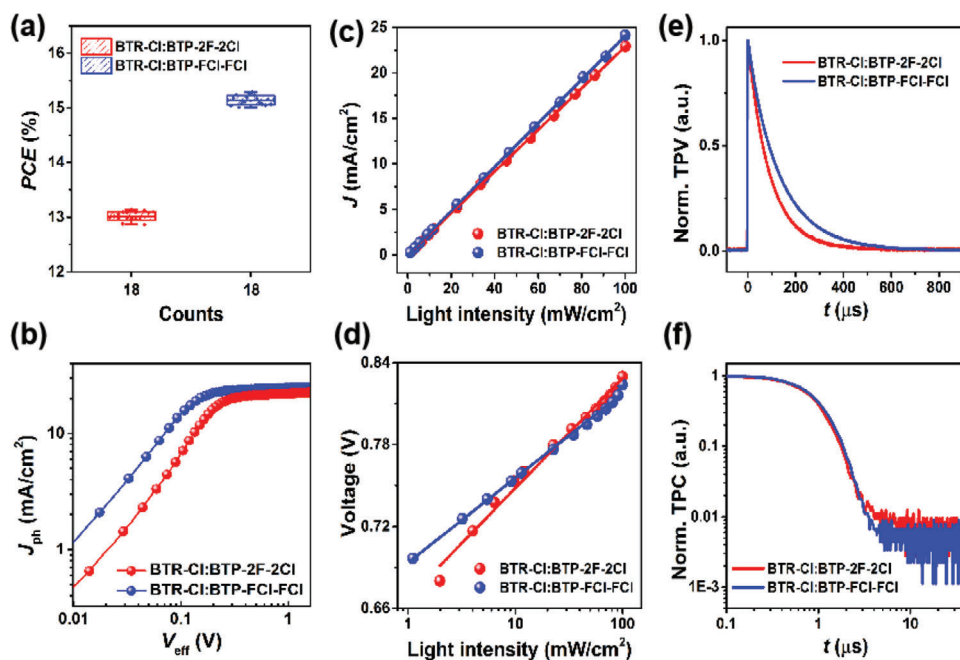 (a)
16
15
14
13
12
PCE (%)
BTR-Cl:BTP-2F-2Cl
BTR-Cl:BTP-FCl-FCl
18
18
Counts
(b)
10
1
Jph (mA/cm²)
BTR-Cl:BTP-2F-2Cl
BTR-Cl:BTP-FCl-FCl
0.01
0.1
1
Veff (V)
(c)
25
20
15
10
5
0
J (mA/cm²)
BTR-Cl:BTP-2F-2Cl
BTR-Cl:BTP-FCl-FCl
0
20
40
60
80
100
Light intensity (mW/cm²)
(d)
0.84
0.78
0.72
0.66
Voltage (V)
BTR-Cl:BTP-2F-2Cl
BTR-Cl:BTP-FCl-FCl
1
10
100
Light intensity (mW/cm²)
(e)
1.0
0.5
0.0
Norm. TPV (a.u.)
BTR-Cl:BTP-2F-2Cl
BTR-Cl:BTP-FCl-FCl
0
200
400
600
800
t (μs)
(f)
1
0.1
0.01
1E-3
Norm. TPC (a.u.)
BTR-Cl:BTP-2F-2Cl
BTR-Cl:BTP-FCl-FCl
0.1
1
10
t (μs)